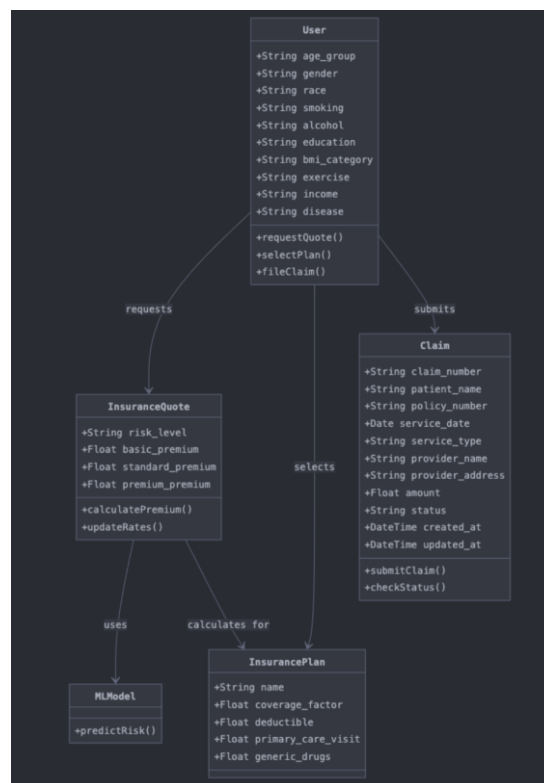 User
+String age_group
+String gender
+String race
+String smoking
+String alcohol
+String education
+String bmi_category
+String exercise
+String income
+String disease
+requestQuote()
+selectPlan()
+fileClaim()
requests
submits
Claim
+String claim_number
+String patient_name
+String policy_number
+Date service_date
+String service_type
+String provider_name
+String provider_address
+Float amount
+String status
+DateTime created_at
+DateTime updated_at
+submitClaim()
+checkStatus()
InsuranceQuote
+String risk_level
+Float basic_premium
+Float standard_premium
+Float premium_premium
+calculatePremium()
+updateRates()
selects
uses
calculates for
MLModel
+predictRisk()
InsurancePlan
+String name
+Float coverage_factor
+Float deductible
+Float primary_care_visit
+Float generic_drugs